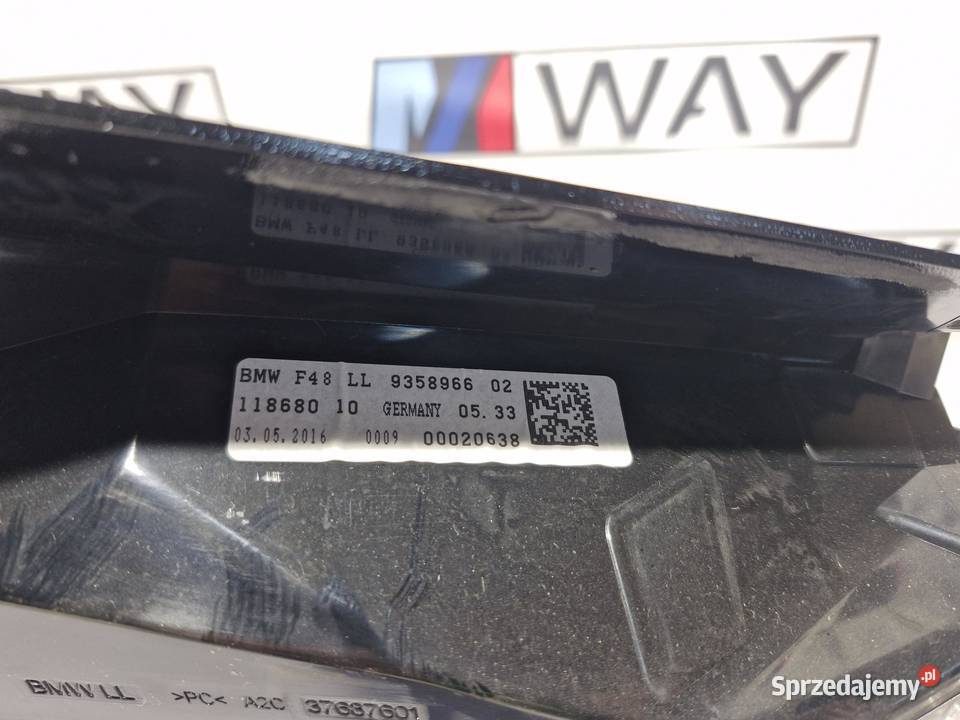 M WAY
BMW F48 LL 9358966 02
118680 10 GERMANY 05.33
03.05.2016 0009 00020638
BMW LL >PC< A2C 37687601
Sprzedajemy.pl